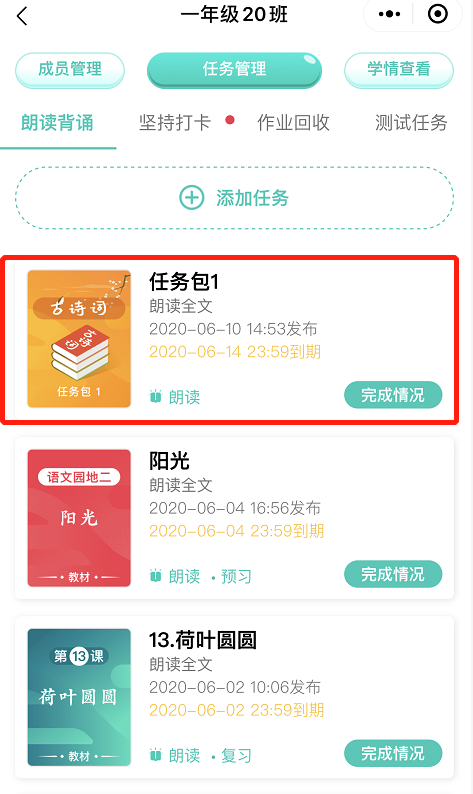 一年级20班
成员管理
任务管理
学情查看
朗读背诵
坚持打卡
作业回收
测试任务
添加任务
古诗词
古诗
词
任务包 1
任务包1
朗读全文
2020-06-10 14:53发布
2020-06-14 23:59到期
朗读
完成情况
语文园地二
阳光
教材
阳光
朗读全文
2020-06-04 16:56发布
2020-06-04 23:59到期
朗读 · 预习
完成情况
第13课
荷叶圆圆
教材
13.荷叶圆圆
朗读全文
2020-06-02 10:06发布
2020-06-02 23:59到期
朗读 · 复习
完成情况